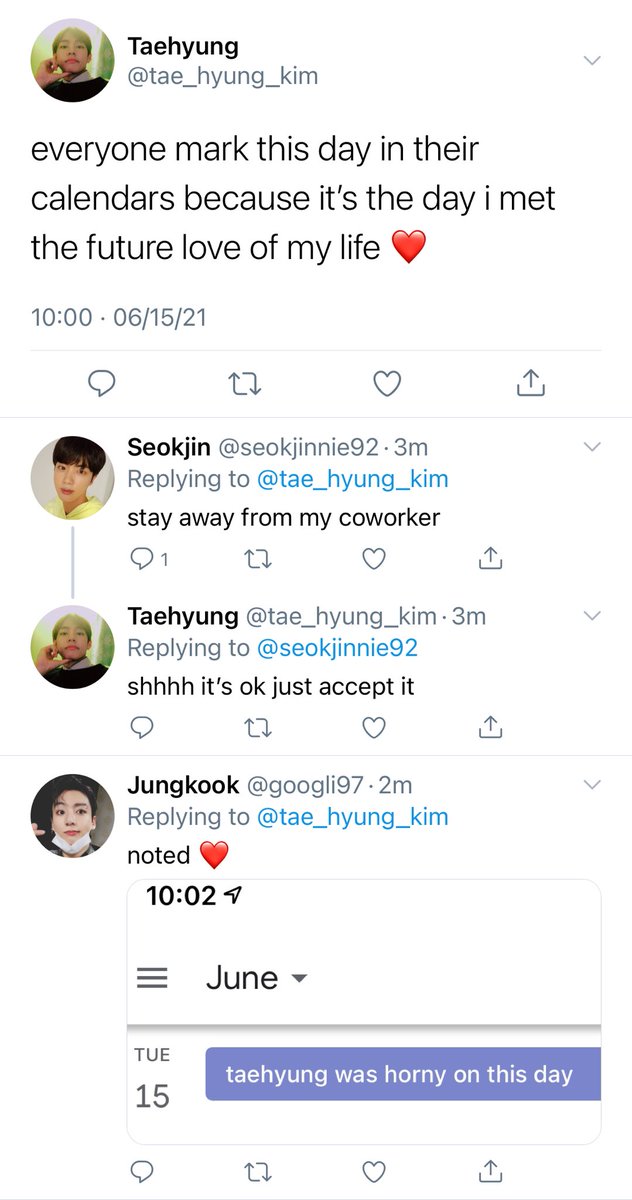 Taehyung
@tae_hyung_kim
everyone mark this day in their
calendars because it’s the day i met
the future love of my life ❤️
10:00 · 06/15/21
Seokjin @seokjinnie92 · 3m
Replying to @tae_hyung_kim
stay away from my coworker
1
Taehyung @tae_hyung_kim · 3m
Replying to @seokjinnie92
shhhh it’s ok just accept it
Jungkook @googli97 · 2m
Replying to @tae_hyung_kim
noted ❤️
10:02
June
TUE
15
taehyung was horny on this day